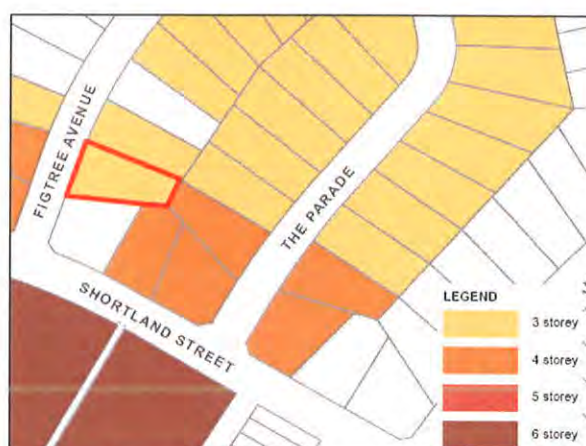 FIGTREE AVENUE
THE PARADE
SHORTLAND STREET
LEGEND
3 storey
4 storey
5 storey
6 storey